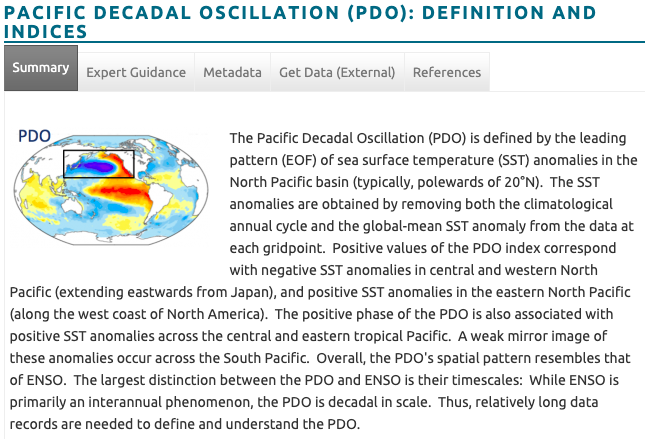 PACIFIC DECADAL OSCILLATION (PDO): DEFINITION AND
INDICES
Summary
Expert Guidance
Metadata
Get Data (External)
References
PDO
The Pacific Decadal Oscillation (PDO) is defined by the leading
pattern (EOF) of sea surface temperature (SST) anomalies in the
North Pacific basin (typically, polewards of 20°N).  The SST
anomalies are obtained by removing both the climatological
annual cycle and the global-mean SST anomaly from the data at
each gridpoint.  Positive values of the PDO index correspond
with negative SST anomalies in central and western North
Pacific (extending eastwards from Japan), and positive SST anomalies in the eastern North Pacific
(along the west coast of North America).  The positive phase of the PDO is also associated with
positive SST anomalies across the central and eastern tropical Pacific.  A weak mirror image of
these anomalies occur across the South Pacific.  Overall, the PDO's spatial pattern resembles that
of ENSO.  The largest distinction between the PDO and ENSO is their timescales:  While ENSO is
primarily an interannual phenomenon, the PDO is decadal in scale.  Thus, relatively long data
records are needed to define and understand the PDO.